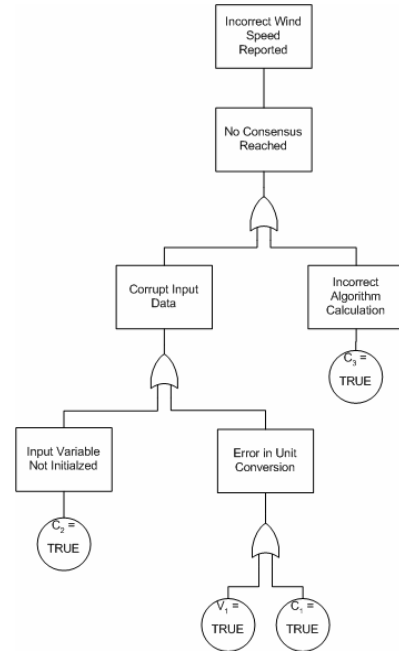 Incorrect Wind
Speed
Reported
No Consensus
Reached
Corrupt Input
Data
Incorrect
Algorithm
Calculation
C₃ =
TRUE
Input Variable
Not Initialzed
Error in Unit
Conversion
C₂ =
TRUE
V₁ =
TRUE
C₁ =
TRUE